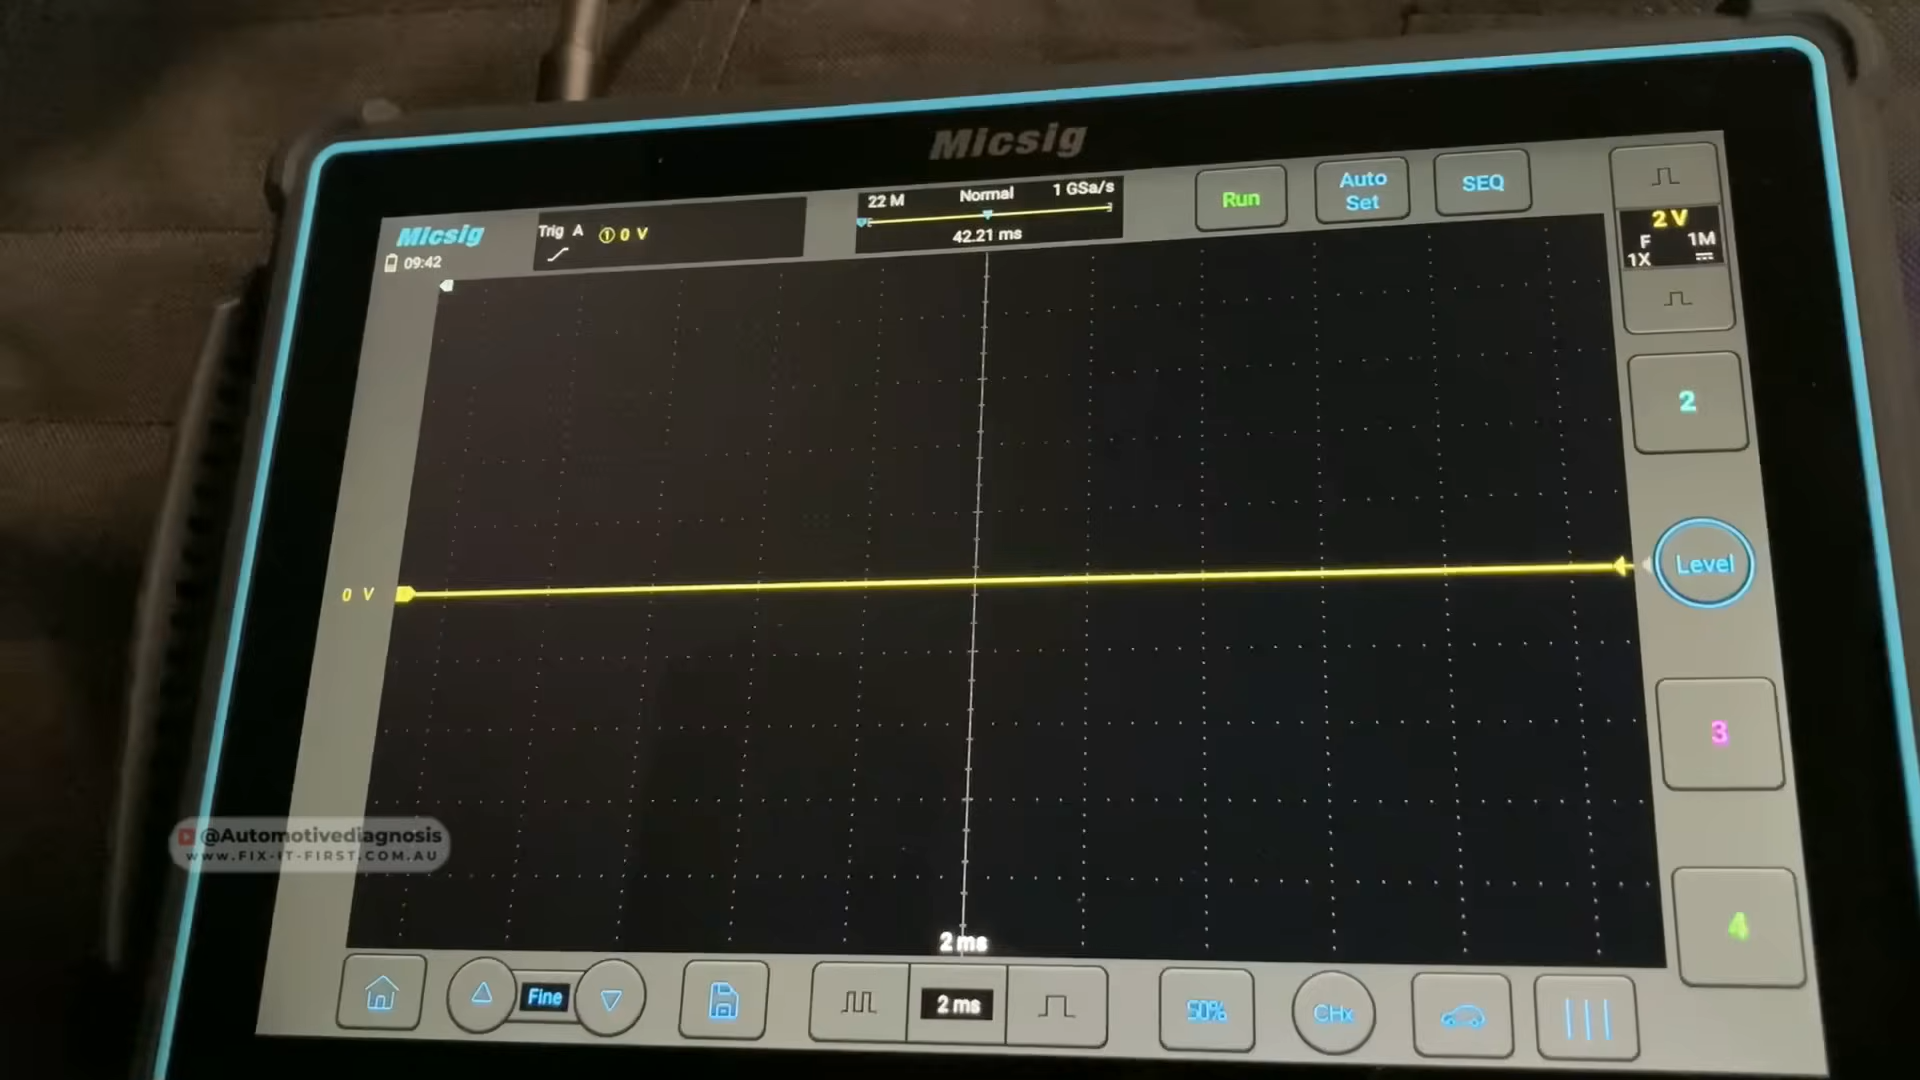 Micsig
Micsig
09:42
Trig A ① 0 V
22 M Normal 1 GSa/s
42.21 ms
Run
Auto
Set
SEQ
2 V
F 1M
1X
2
0 V
Level
3
@Automotivediagnosis
WWW.FIX-IT-FIRST.COM.AU
4
2 ms
Fine
2 ms
50%
CHx